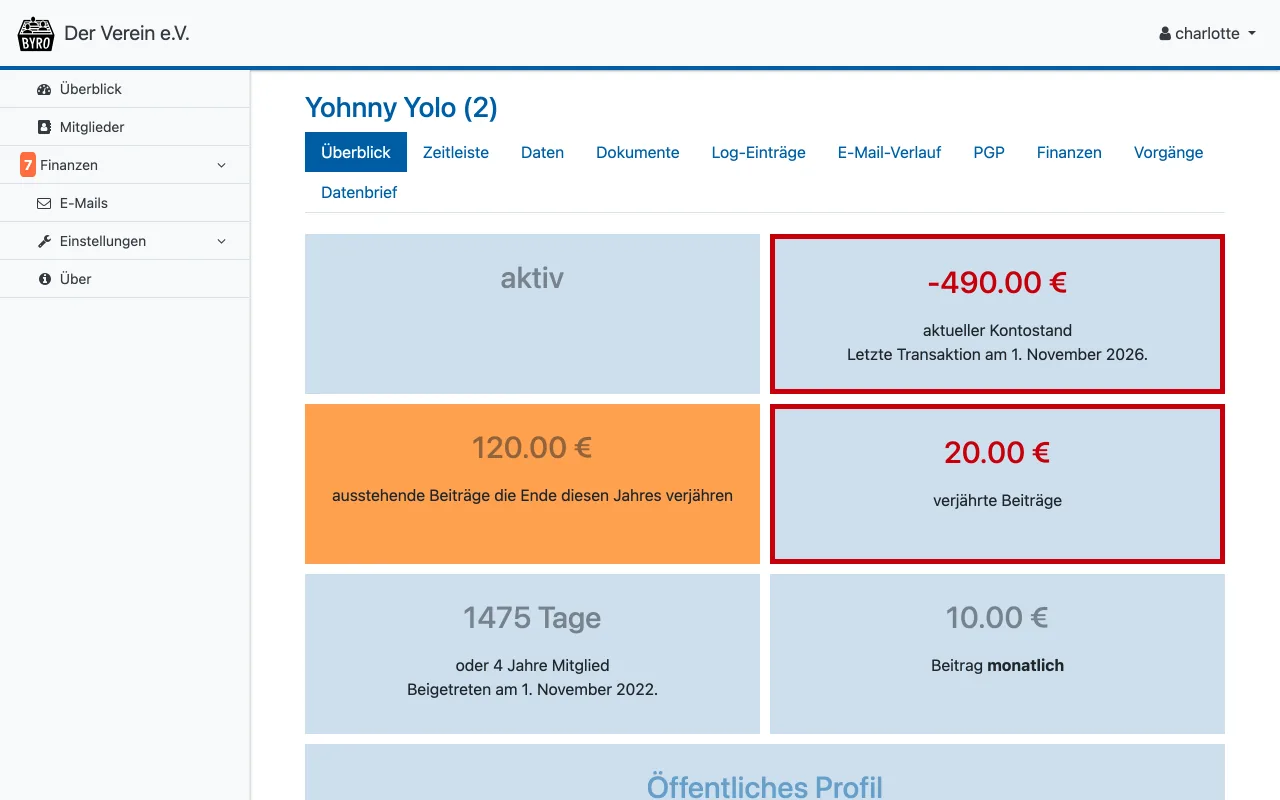 BYRO
Der Verein e.V.
charlotte
Überblick
Mitglieder
7 Finanzen
E-Mails
Einstellungen
Über
Yohnny Yolo (2)
Überblick Zeitleiste Daten Dokumente Log-Einträge E-Mail-Verlauf PGP Finanzen Vorgänge
Datenbrief
aktiv
-490.00 €
aktueller Kontostand
Letzte Transaktion am 1. November 2026.
120.00 €
ausstehende Beiträge die Ende diesen Jahres verjähren
20.00 €
verjährte Beiträge
1475 Tage
oder 4 Jahre Mitglied
Beigetreten am 1. November 2022.
10.00 €
Beitrag monatlich
Öffentliches Profil